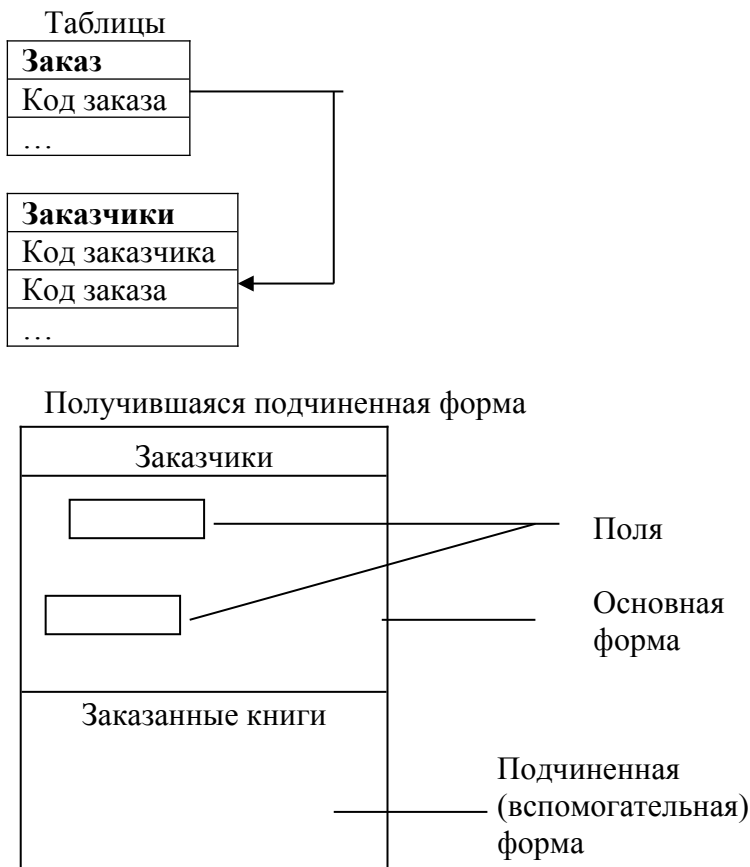 Таблицы
Заказ
Код заказа
…
Заказчики
Код заказчика
Код заказа
…
Получившаяся подчиненная форма
Заказчики
Поля
Основная
форма
Заказанные книги
Подчиненная
(вспомогательная)
форма